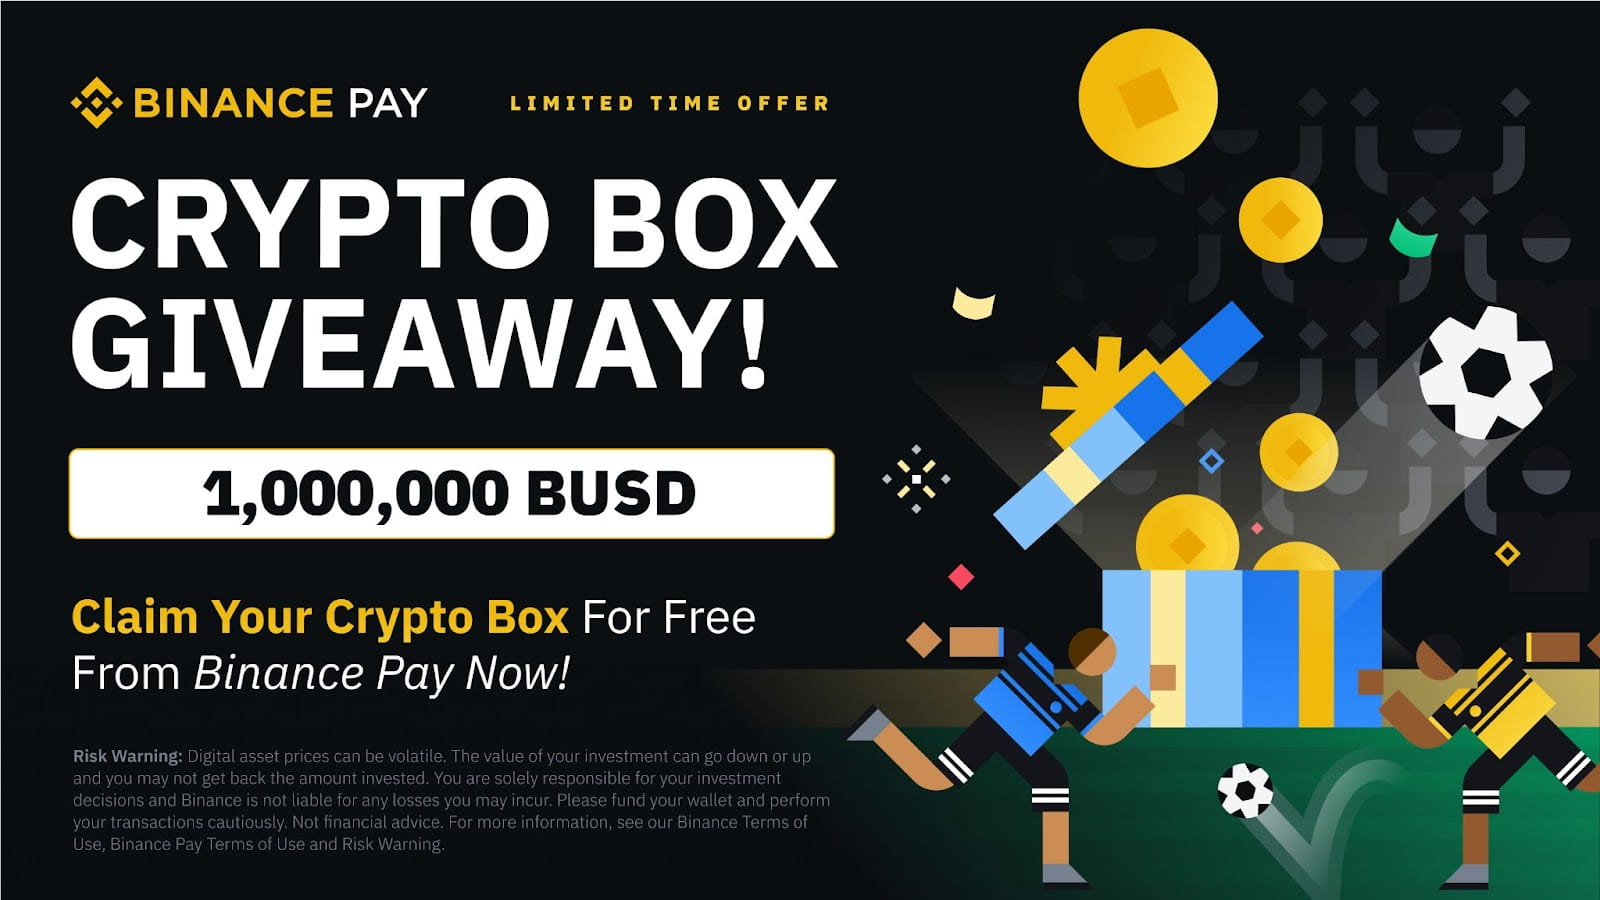 BINANCE PAY
LIMITED TIME OFFER
CRYPTO BOX
GIVEAWAY!
1,000,000 BUSD
Claim Your Crypto Box For Free
From Binance Pay Now!
Risk Warning: Digital asset prices can be volatile. The value of your investment can go down or up
and you may not get back the amount invested. You are solely responsible for your investment
decisions and Binance is not liable for any losses you may incur. Please fund your wallet and perform
your transactions cautiously. Not financial advice. For more information, see our Binance Terms of
Use, Binance Pay Terms of Use and Risk Warning.